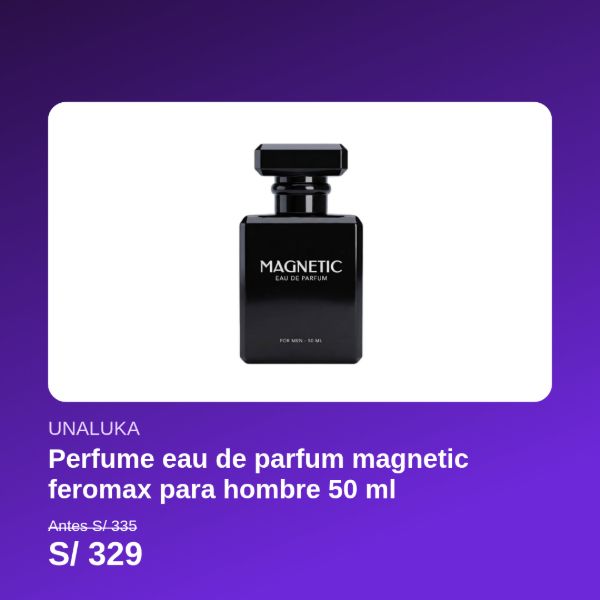 MAGNETIC
EAU DE PARFUM
FOR MEN - 50 ML
UNALUKA
Perfume eau de parfum magnetic
feromax para hombre 50 ml
Antes S/ 335
S/ 329